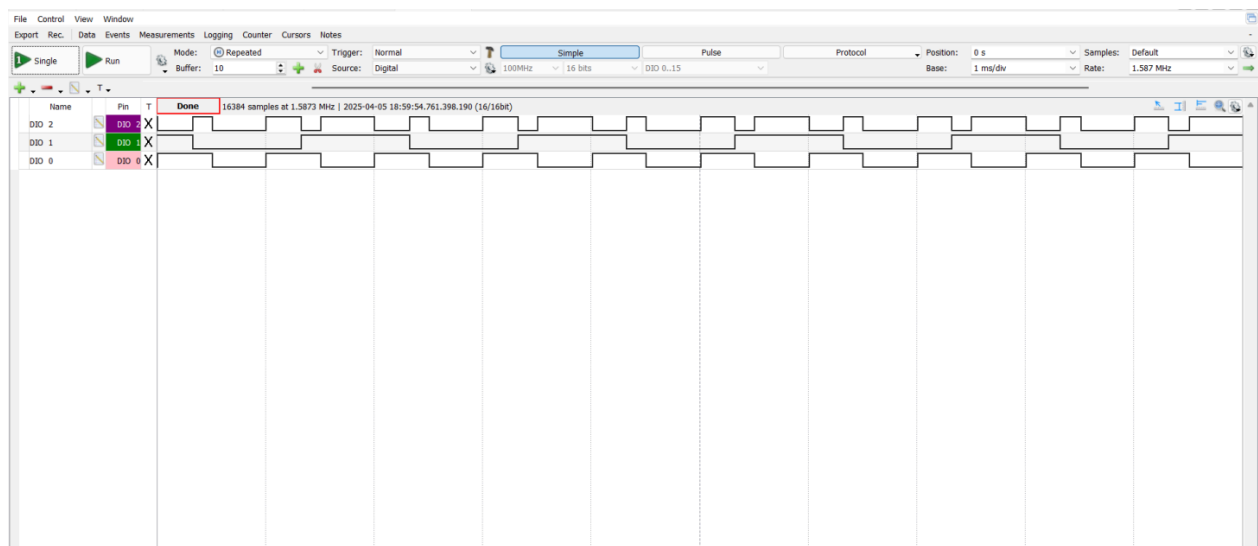 File Control View Window
Export Rec. Data Events Measurements Logging Counter Cursors Notes
Single Run Mode: Repeated Trigger: Normal Simple Pulse Protocol Position: 0 s Samples: Default
Buffer: 10 Source: Digital 100MHz 16 bits DIO 0..15 Base: 1 ms/div Rate: 1.587 MHz
T
Name Pin T Done 16384 samples at 1.5873 MHz | 2025-04-05 18:59:54.761.398.190 (16/16bit)
DIO 2 DIO 2 X
DIO 1 DIO 1 X
DIO 0 DIO 0 X